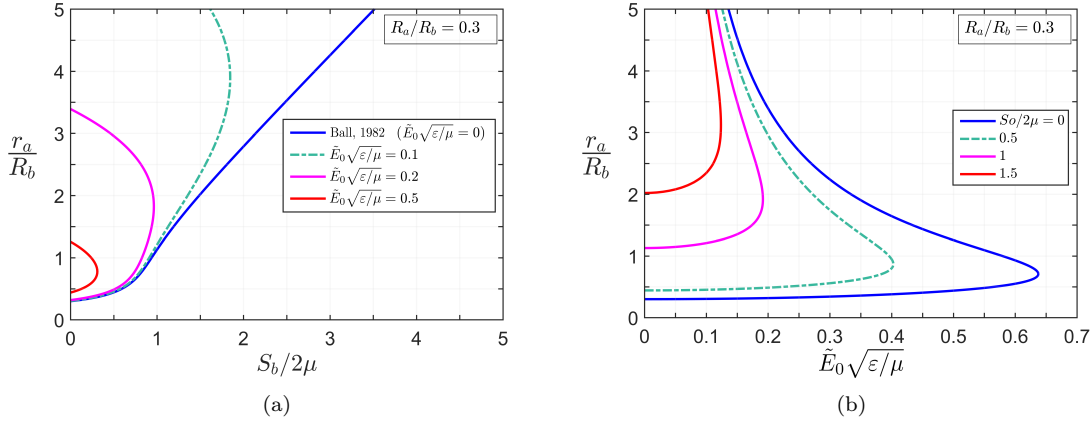 5
4
3
2
1
0
r_a/R_b
0
1
2
3
4
5
S_b/2μ
R_a/R_b = 0.3
Ball, 1982 (Ẽ_0√ε/μ = 0)
Ẽ_0√ε/μ = 0.1
Ẽ_0√ε/μ = 0.2
Ẽ_0√ε/μ = 0.5
(a)
5
4
3
2
1
0
r_a/R_b
0
0.1
0.2
0.3
0.4
0.5
0.6
0.7
Ẽ_0√ε/μ
R_a/R_b = 0.3
So/2μ = 0
0.5
1
1.5
(b)